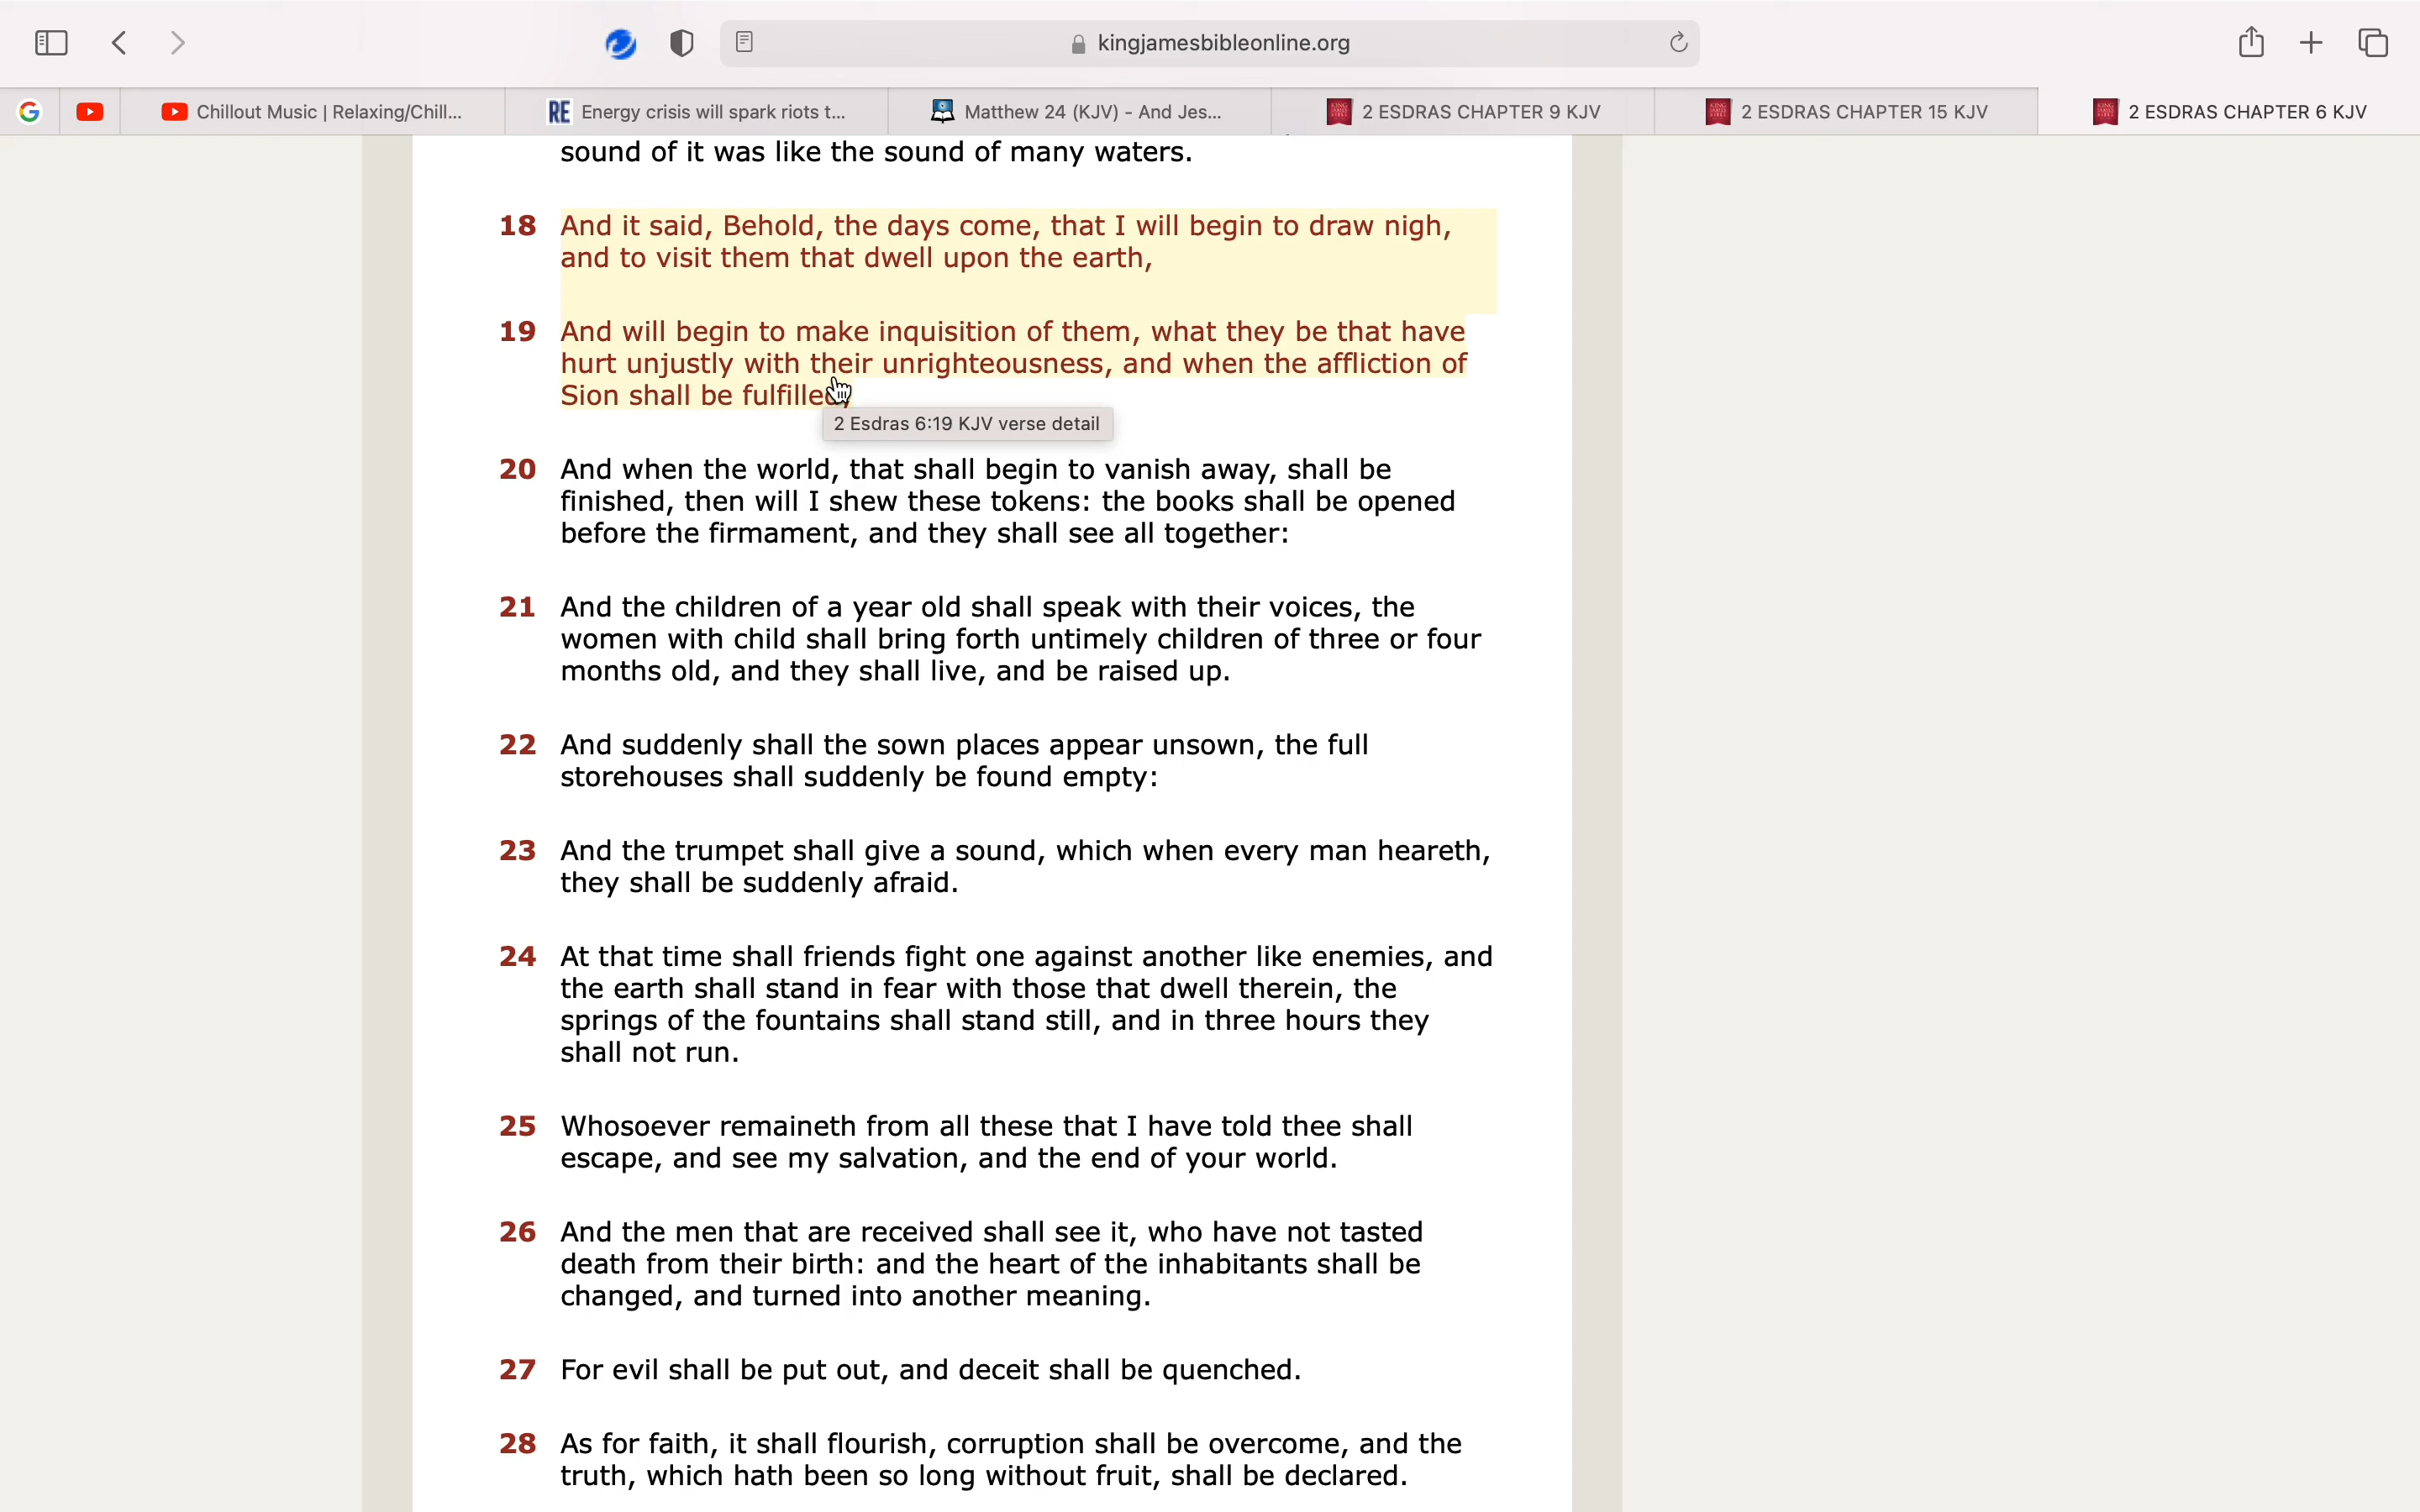 kingjamesbibleonline.org
Chillout Music | Relaxing/Chill...
RE Energy crisis will spark riots t...
Matthew 24 (KJV) - And Jes...
2 ESDRAS CHAPTER 9 KJV
2 ESDRAS CHAPTER 15 KJV
2 ESDRAS CHAPTER 6 KJV
sound of it was like the sound of many waters.
18 And it said, Behold, the days come, that I will begin to draw nigh,
and to visit them that dwell upon the earth,
19 And will begin to make inquisition of them, what they be that have
hurt unjustly with their unrighteousness, and when the affliction of
Sion shall be fulfilled,
2 Esdras 6:19 KJV verse detail
20 And when the world, that shall begin to vanish away, shall be
finished, then will I shew these tokens: the books shall be opened
before the firmament, and they shall see all together:
21 And the children of a year old shall speak with their voices, the
women with child shall bring forth untimely children of three or four
months old, and they shall live, and be raised up.
22 And suddenly shall the sown places appear unsown, the full
storehouses shall suddenly be found empty:
23 And the trumpet shall give a sound, which when every man heareth,
they shall be suddenly afraid.
24 At that time shall friends fight one against another like enemies, and
the earth shall stand in fear with those that dwell therein, the
springs of the fountains shall stand still, and in three hours they
shall not run.
25 Whosoever remaineth from all these that I have told thee shall
escape, and see my salvation, and the end of your world.
26 And the men that are received shall see it, who have not tasted
death from their birth: and the heart of the inhabitants shall be
changed, and turned into another meaning.
27 For evil shall be put out, and deceit shall be quenched.
28 As for faith, it shall flourish, corruption shall be overcome, and the
truth, which hath been so long without fruit, shall be declared.